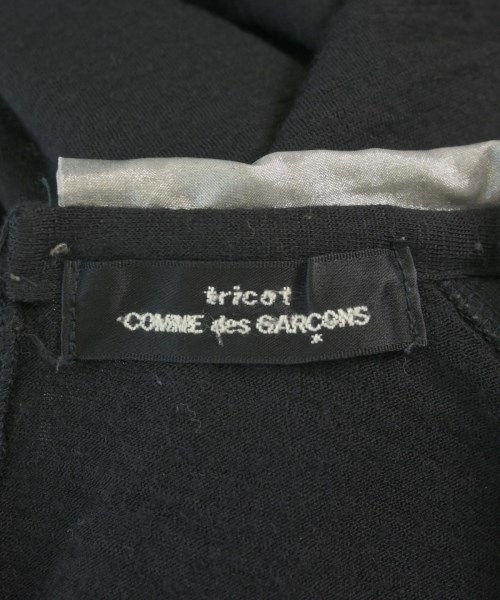 tricot
COMME des GARÇONS
*